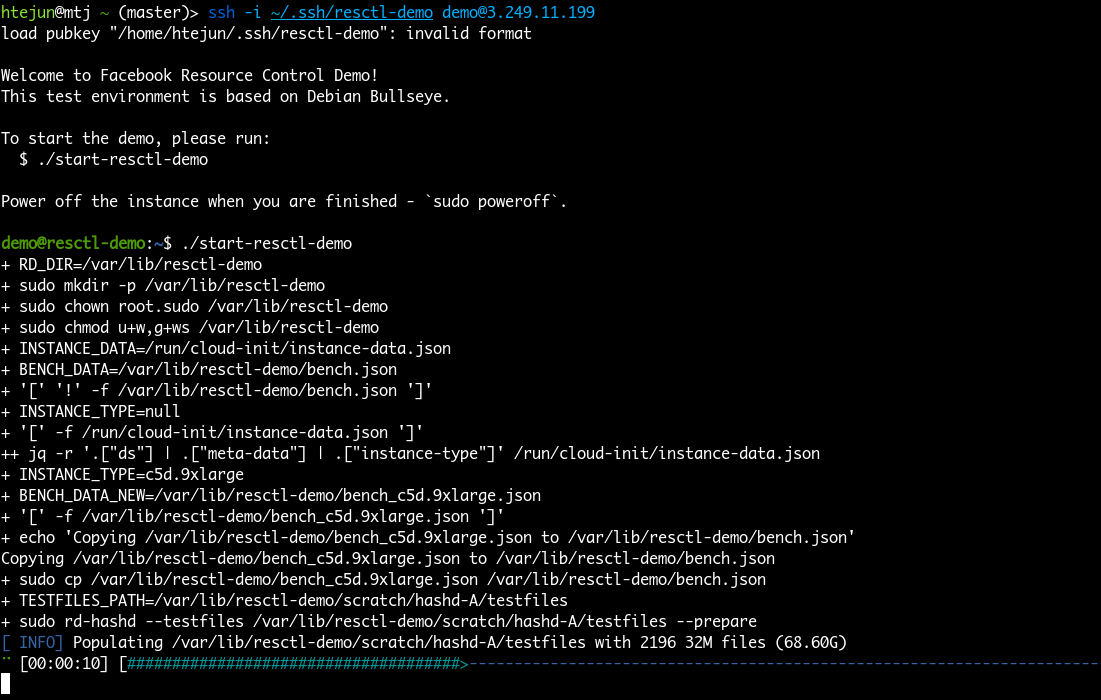 htejun@mtj ~ (master)> ssh -i ~/.ssh/resctl-demo demo@3.249.11.199
load pubkey "/home/htejun/.ssh/resctl-demo": invalid format
Welcome to Facebook Resource Control Demo!
This test environment is based on Debian Bullseye.
To start the demo, please run:
  $ ./start-resctl-demo
Power off the instance when you are finished - `sudo poweroff`.
demo@resctl-demo:~$ ./start-resctl-demo
+ RD_DIR=/var/lib/resctl-demo
+ sudo mkdir -p /var/lib/resctl-demo
+ sudo chown root.sudo /var/lib/resctl-demo
+ sudo chmod u+w,g+ws /var/lib/resctl-demo
+ INSTANCE_DATA=/run/cloud-init/instance-data.json
+ BENCH_DATA=/var/lib/resctl-demo/bench.json
+ '[' '!' -f /var/lib/resctl-demo/bench.json ']'
+ INSTANCE_TYPE=null
+ '[' -f /run/cloud-init/instance-data.json ']'
++ jq -r '.["ds"] | .["meta-data"] | .["instance-type"]' /run/cloud-init/instance-data.json
+ INSTANCE_TYPE=c5d.9xlarge
+ BENCH_DATA_NEW=/var/lib/resctl-demo/bench_c5d.9xlarge.json
+ '[' -f /var/lib/resctl-demo/bench_c5d.9xlarge.json ']'
+ echo 'Copying /var/lib/resctl-demo/bench_c5d.9xlarge.json to /var/lib/resctl-demo/bench.json'
Copying /var/lib/resctl-demo/bench_c5d.9xlarge.json to /var/lib/resctl-demo/bench.json
+ sudo cp /var/lib/resctl-demo/bench_c5d.9xlarge.json /var/lib/resctl-demo/bench.json
+ TESTFILES_PATH=/var/lib/resctl-demo/scratch/hashd-A/testfiles
+ sudo rd-hashd --testfiles /var/lib/resctl-demo/scratch/hashd-A/testfiles --prepare
[ INFO] Populating /var/lib/resctl-demo/scratch/hashd-A/testfiles with 2196 32M files (68.60G)
¨ [00:00:10] [#####################################>----------------------------------------------------------------------